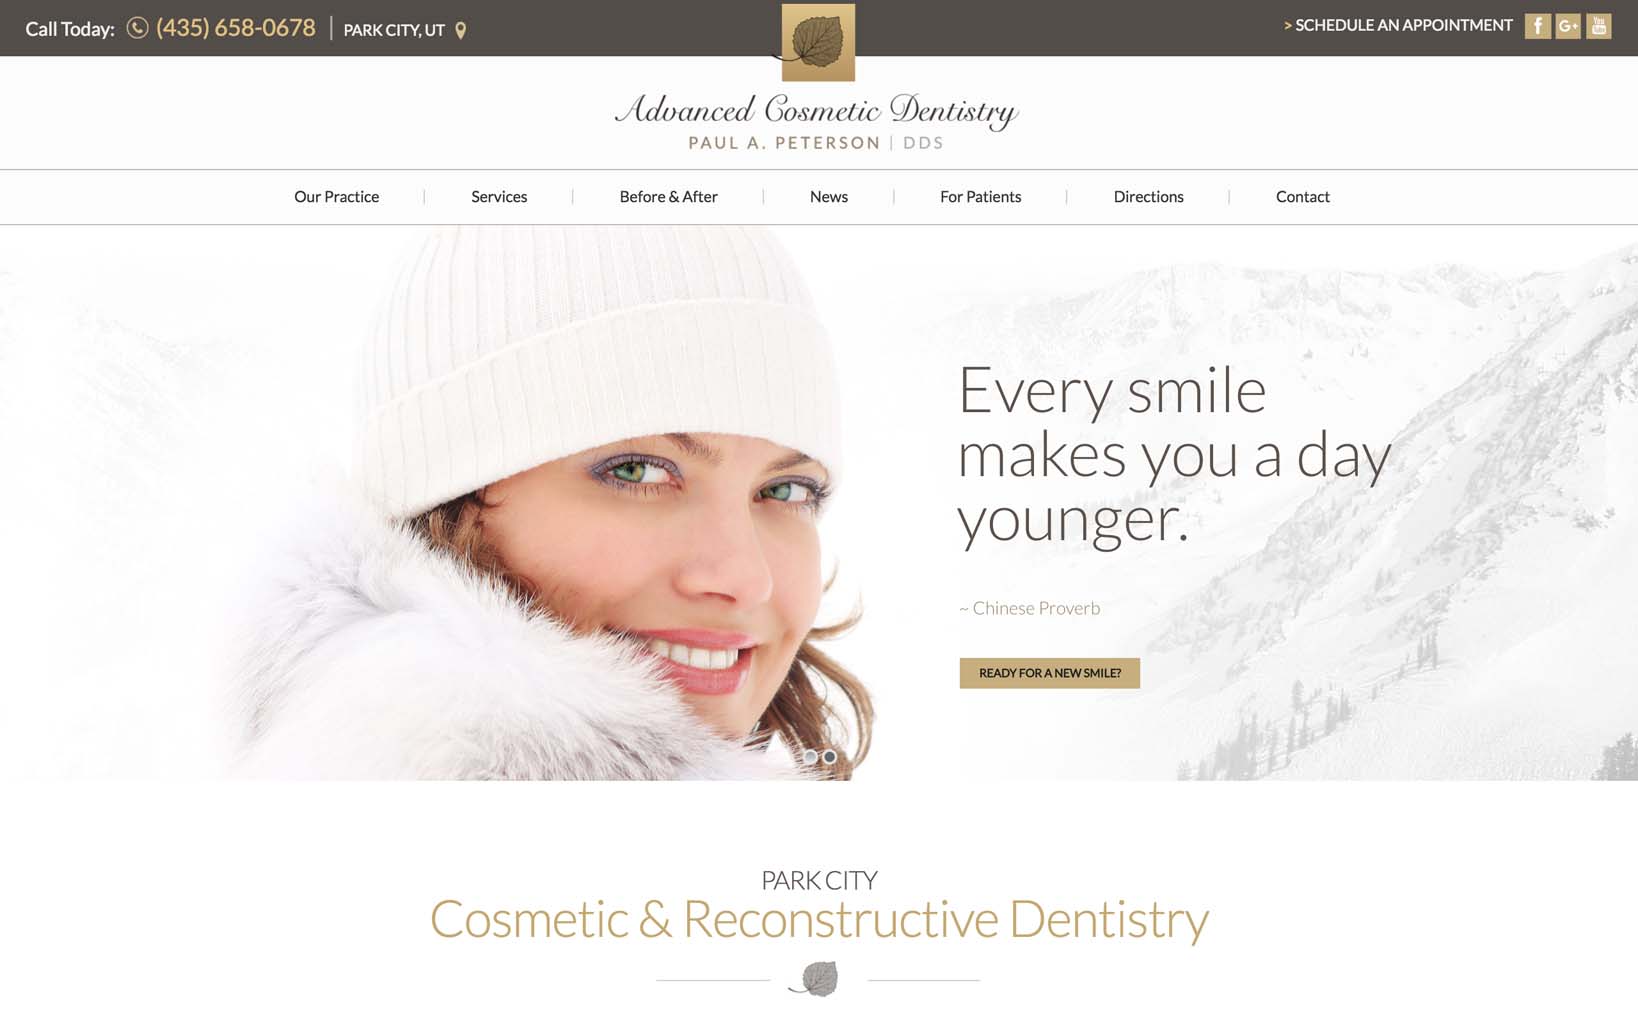 Call Today: (435) 658-0678 | PARK CITY, UT
> SCHEDULE AN APPOINTMENT
f G+ You Tube
Advanced Cosmetic Dentistry
PAUL A. PETERSON | DDS
Our Practice | Services | Before & After | News | For Patients | Directions | Contact
Every smile
makes you a day
younger.
~ Chinese Proverb
READY FOR A NEW SMILE?
PARK CITY
Cosmetic & Reconstructive Dentistry